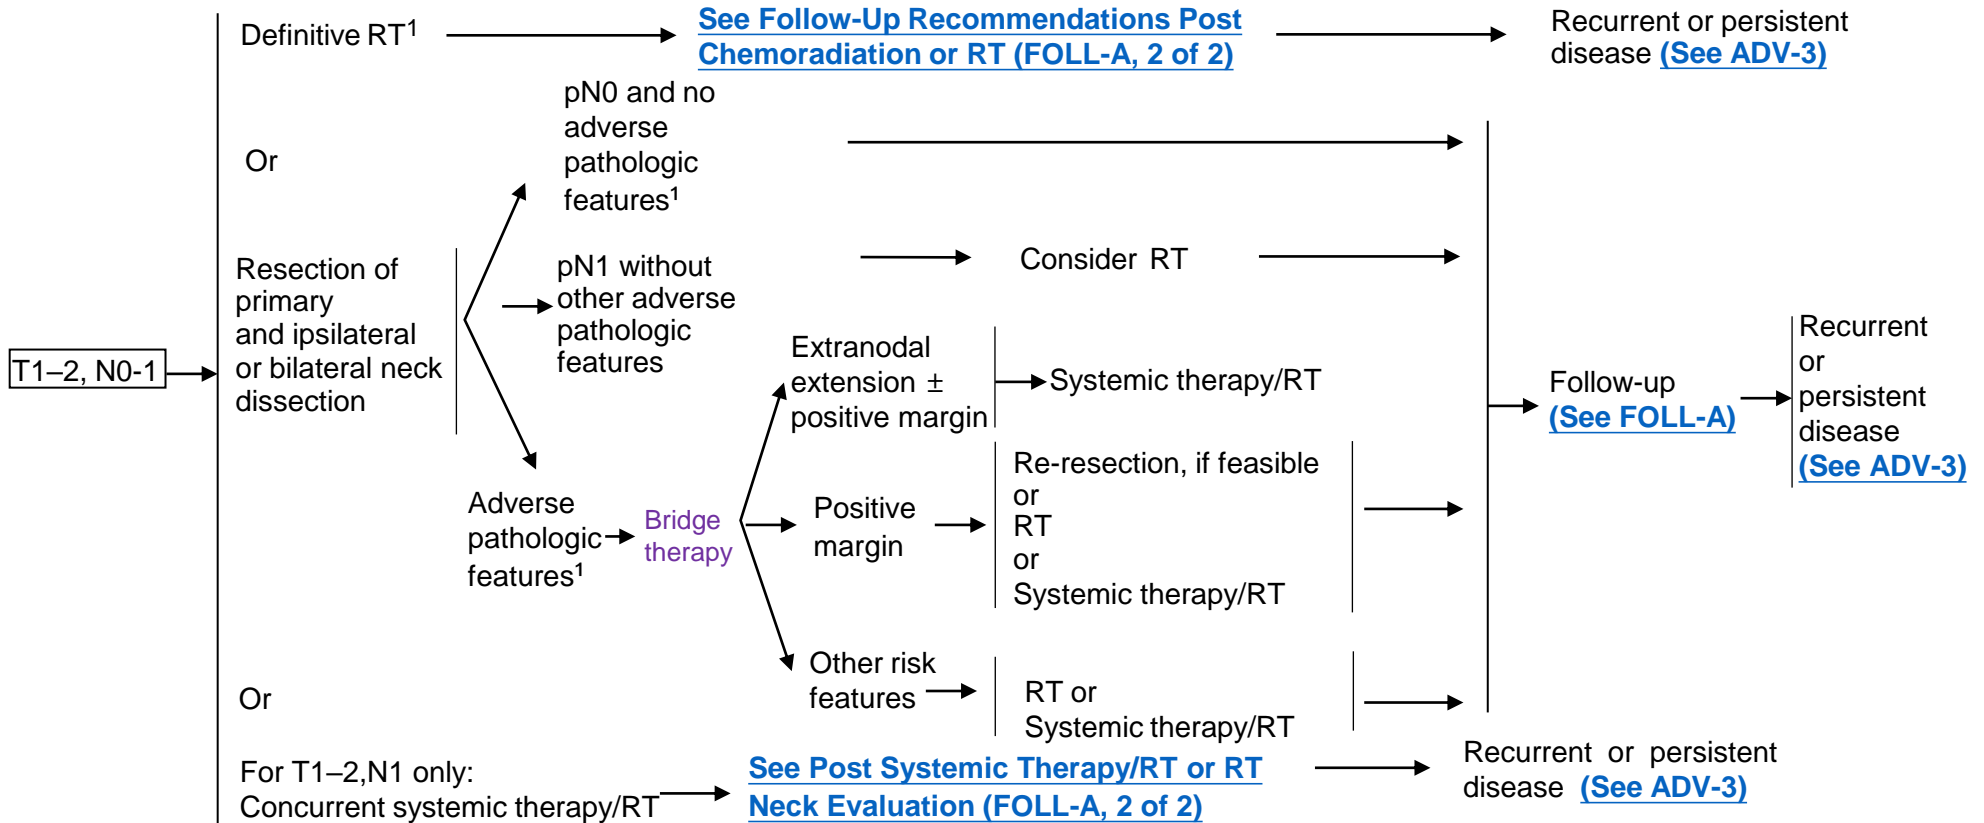 Definitive RT¹
See Follow-Up Recommendations Post
Chemoradiation or RT (FOLL-A, 2 of 2)
Recurrent or persistent
disease (See ADV-3)
Or
pN0 and no
adverse
pathologic
features¹
T1–2, N0-1
Resection of
primary
and ipsilateral
or bilateral neck
dissection
pN1 without
other adverse
pathologic
features
Consider RT
Adverse
pathologic
features¹
Bridge
therapy
Extranodal
extension ±
positive margin
Systemic therapy/RT
Positive
margin
Re-resection, if feasible
or
RT
or
Systemic therapy/RT
Other risk
features
RT or
Systemic therapy/RT
Follow-up
(See FOLL-A)
Recurrent
or
persistent
disease
(See ADV-3)
Or
For T1–2,N1 only:
Concurrent systemic therapy/RT
See Post Systemic Therapy/RT or RT
Neck Evaluation (FOLL-A, 2 of 2)
Recurrent or persistent
disease (See ADV-3)